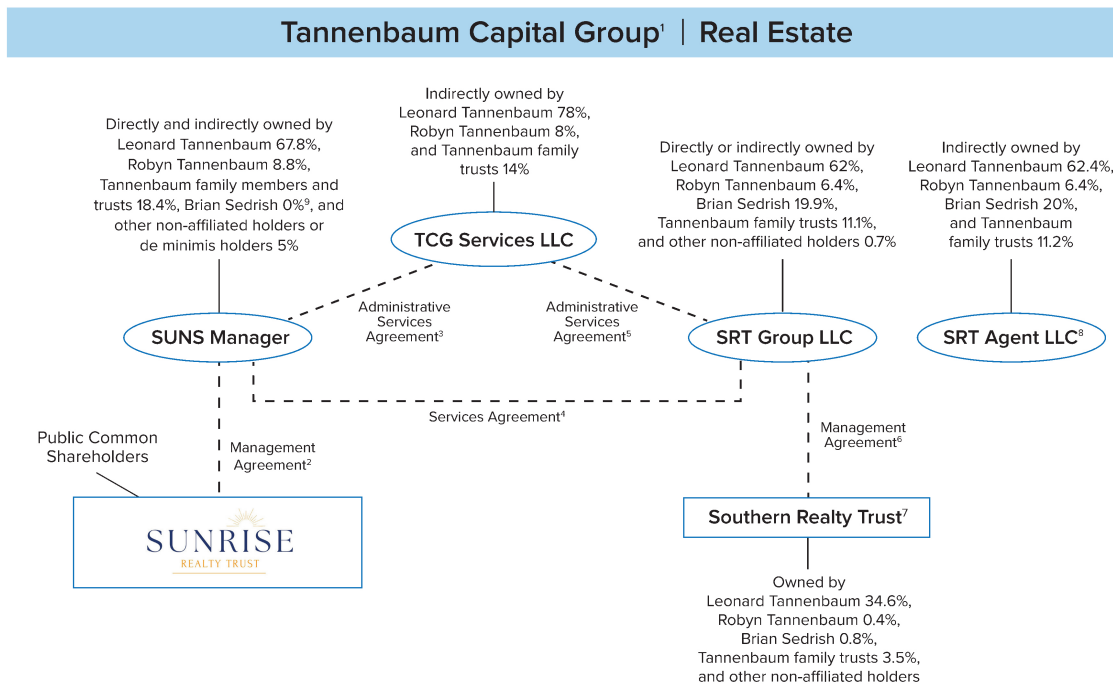 Tannenbaum Capital Group¹ | Real Estate
Directly and indirectly owned by
Leonard Tannenbaum 67.8%,
Robyn Tannenbaum 8.8%,
Tannenbaum family members and
trusts 18.4%, Brian Sedrish 0%⁹, and
other non-affiliated holders or
de minimis holders 5%
Indirectly owned by
Leonard Tannenbaum 78%,
Robyn Tannenbaum 8%,
and Tannenbaum family
trusts 14%
Directly or indirectly owned by
Leonard Tannenbaum 62%,
Robyn Tannenbaum 6.4%,
Brian Sedrish 19.9%,
Tannenbaum family trusts 11.1%,
and other non-affiliated holders 0.7%
Indirectly owned by
Leonard Tannenbaum 62.4%,
Robyn Tannenbaum 6.4%,
Brian Sedrish 20%,
and Tannenbaum
family trusts 11.2%
TCG Services LLC
Administrative
Services
Agreement³
Administrative
Services
Agreement⁵
SUNS Manager
SRT Group LLC
SRT Agent LLC⁸
Services Agreement⁴
Public Common
Shareholders
Management
Agreement²
Management
Agreement⁶
SUNRISE
REALTY TRUST
Southern Realty Trust⁷
Owned by
Leonard Tannenbaum 34.6%,
Robyn Tannenbaum 0.4%,
Brian Sedrish 0.8%,
Tannenbaum family trusts 3.5%,
and other non-affiliated holders